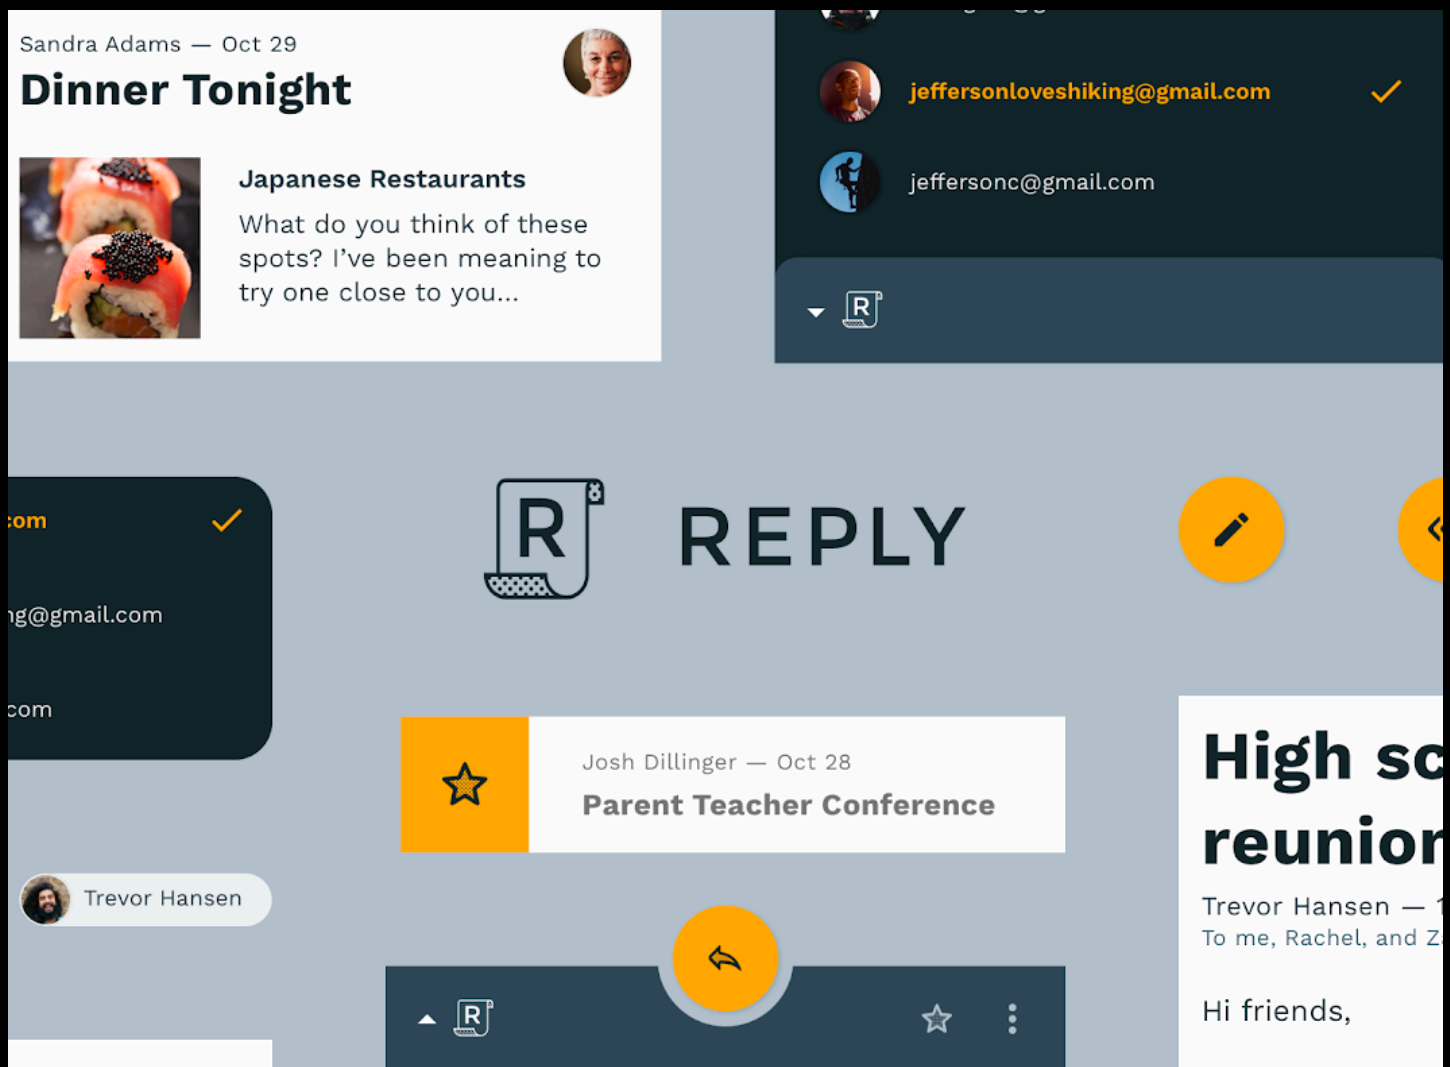 Sandra Adams — Oct 29
Dinner Tonight
Japanese Restaurants
What do you think of these
spots? I’ve been meaning to
try one close to you...
jeffersonloveshiking@gmail.com
jeffersonc@gmail.com
R
com
ng@gmail.com
com
R
REPLY
Josh Dillinger — Oct 28
Parent Teacher Conference
Trevor Hansen
R
High sc
reunion
Trevor Hansen — 1
To me, Rachel, and Z
Hi friends,